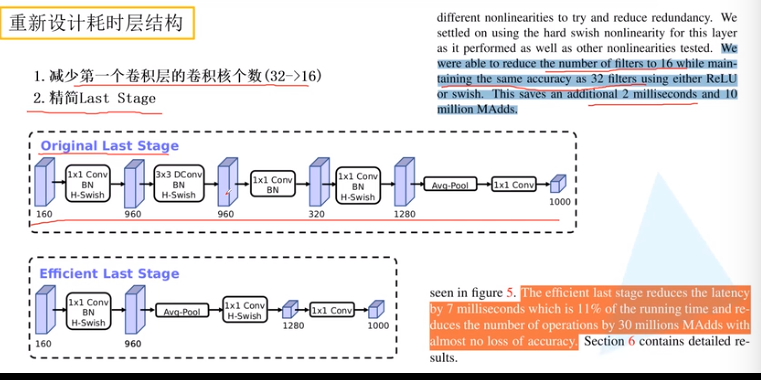 重新设计耗时层结构
1.减少第一个卷积层的卷积核个数(32->16)
2.精简Last Stage
different nonlinearities to try and reduce redundancy. We
settled on using the hard swish nonlinearity for this layer
as it performed as well as other nonlinearities tested. We
were able to reduce the number of filters to 16 while main-
taining the same accuracy as 32 filters using either ReLU
or swish. This saves an additional 2 milliseconds and 10
million MAdds.
Original Last Stage
1x1 Conv
BN
H-Swish
3x3 DConv
BN
H-Swish
1x1 Conv
BN
1x1 Conv
BN
H-Swish
Avg-Pool
1x1 Conv
160
960
960
320
1280
1000
Efficient Last Stage
1x1 Conv
BN
H-Swish
Avg-Pool
1x1 Conv
H-Swish
1x1 Conv
160
960
1280
1000
seen in figure 5. The efficient last stage reduces the latency
by 7 milliseconds which is 11% of the running time and re-
duces the number of operations by 30 millions MAdds with
almost no loss of accuracy. Section 6 contains detailed re-
sults.